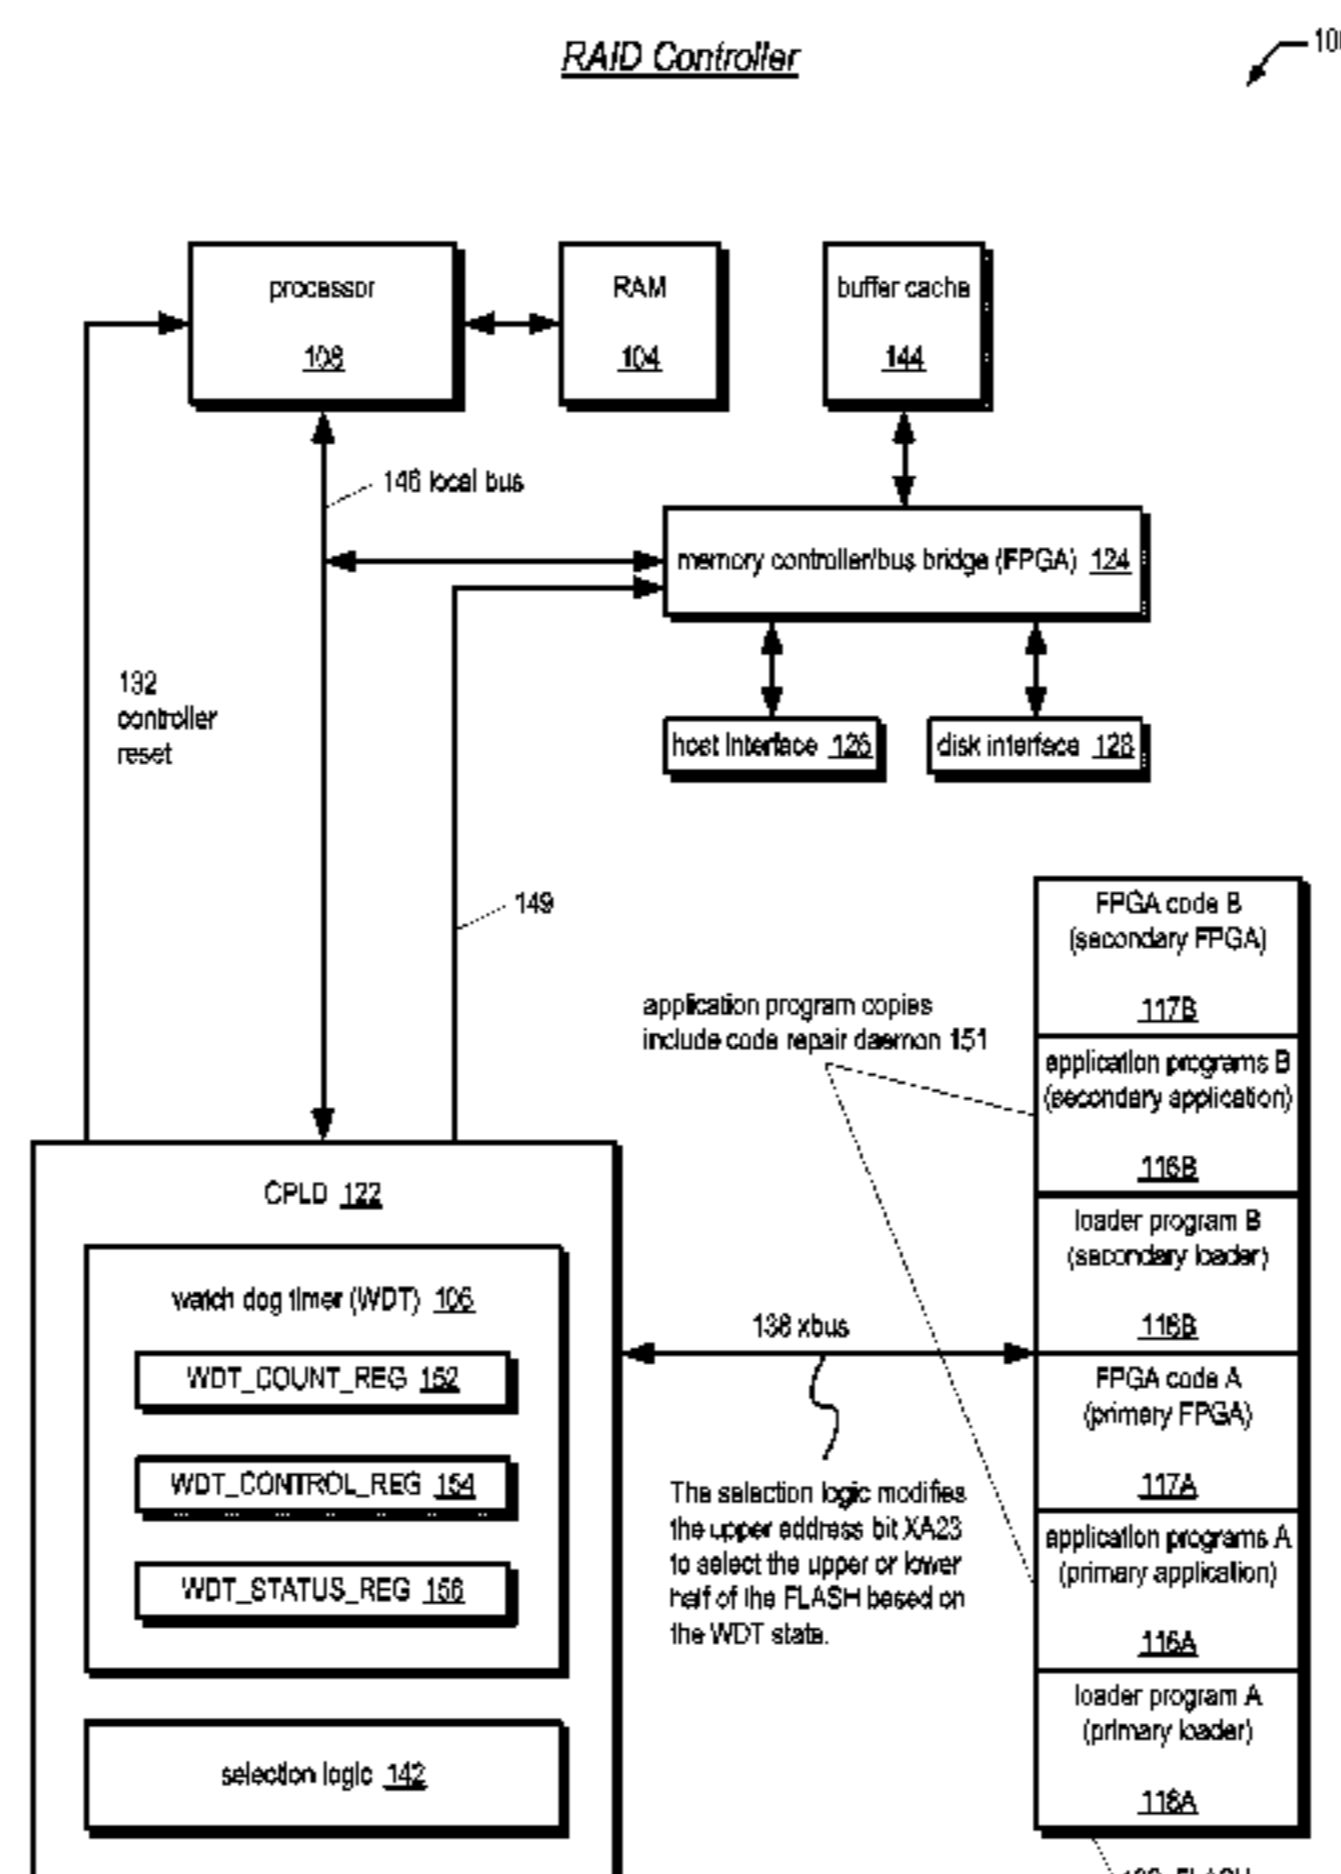 RAID Controller
processor
108
RAM
104
buffer cache
144
146 local bus
memory controller/bus bridge (FPGA) 124
132
controller
reset
host interface 126
disk interface 128
149
FPGA code B
(secondary FPGA)
117B
application program copies
include code repair daemon 151
application programs B
(secondary application)
116B
CPLD 122
loader program B
(secondary loader)
118B
watch dog timer (WDT) 106
WDT_COUNT_REG 152
WDT_CONTROL_REG 154
WDT_STATUS_REG 156
138 xbus
The selection logic modifies
the upper address bit XA23
to select the upper or lower
half of the FLASH based on
the WDT state.
FPGA code A
(primary FPGA)
117A
application programs A
(primary application)
116A
loader program A
(primary loader)
118A
selection logic 142
FLASH